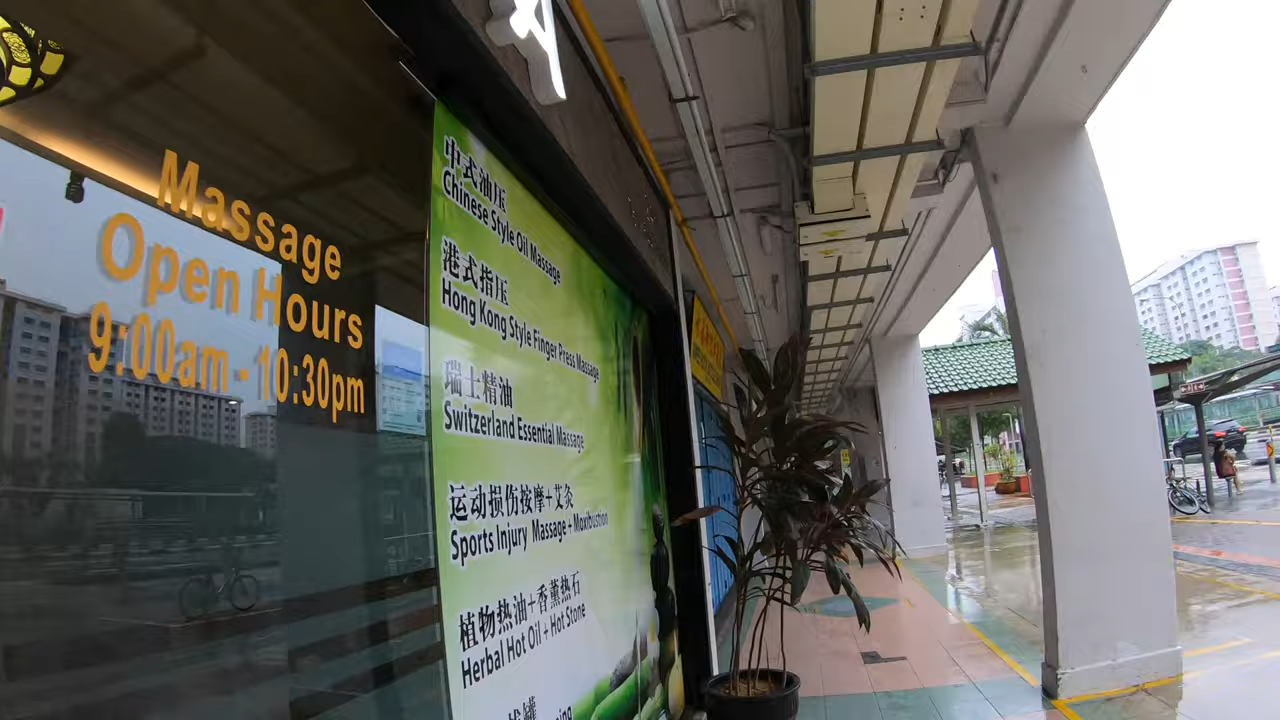 Massage
Open Hours
9:00am - 10:30pm
中式油压
Chinese Style Oil Massage
港式指压
Hong Kong Style Finger Press Massage
瑞士精油
Switzerland Essential Massage
运动损伤按摩+艾灸
Sports Injury Massage + Moxibustion
植物热油+香薰热石
Herbal Hot Oil + Hot Stone
拔罐